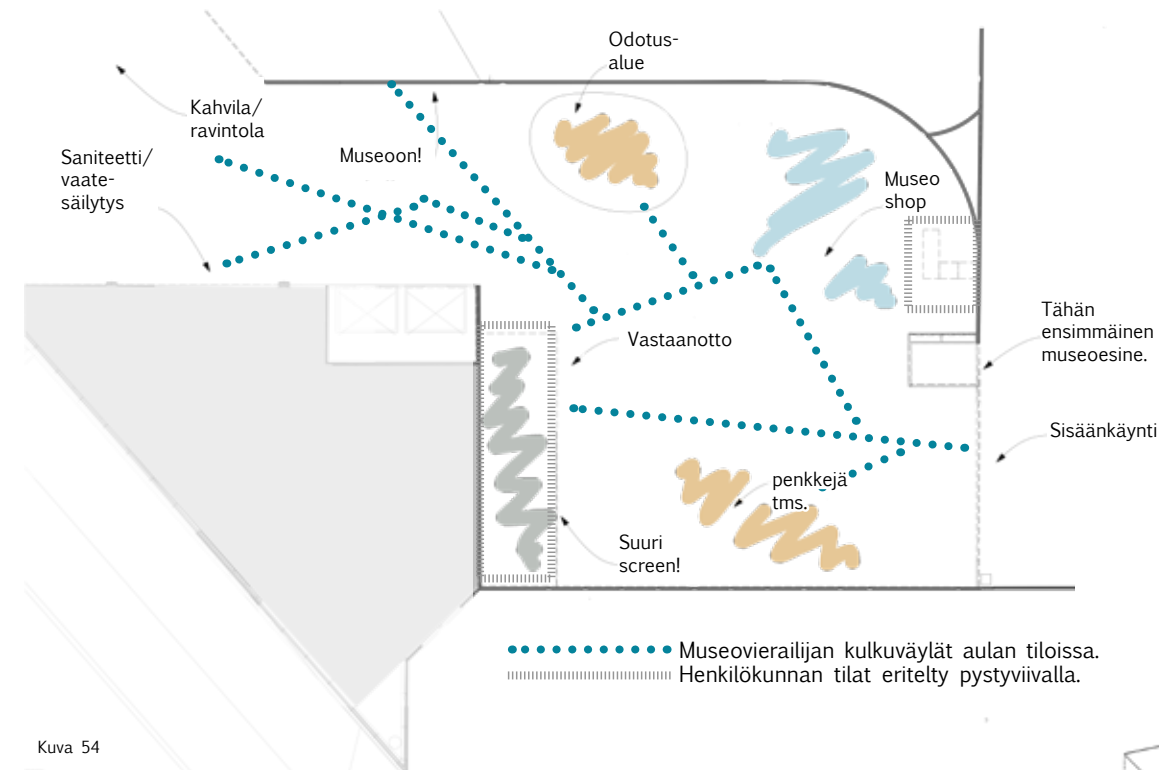 Odotus-
alue
Kahvila/
ravintola
Museoon!
Saniteetti/
vaate-
säilytys
Museo
shop
Tähän
ensimmäinen
museoesine.
Vastaanotto
Sisäänkäynti
penkkejä
tms.
Suuri
screen!
Museovierailijan kulkuväylät aulan tiloissa.
Henkilökunnan tilat eritelty pystyviivalla.
Kuva 54